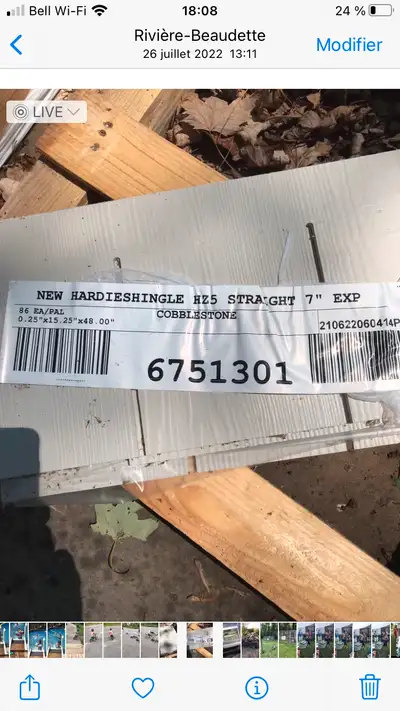 Bell Wi-Fi 18:08 24 %
Rivière-Beaudette
26 juillet 2022 13:11
Modifier
LIVE
NEW HARDIESHINGLE HZ5 STRAIGHT 7" EXP
86 EA/PAL
COBBLESTONE
0.25"x15.25"x48.00"
210622060414P
6751301